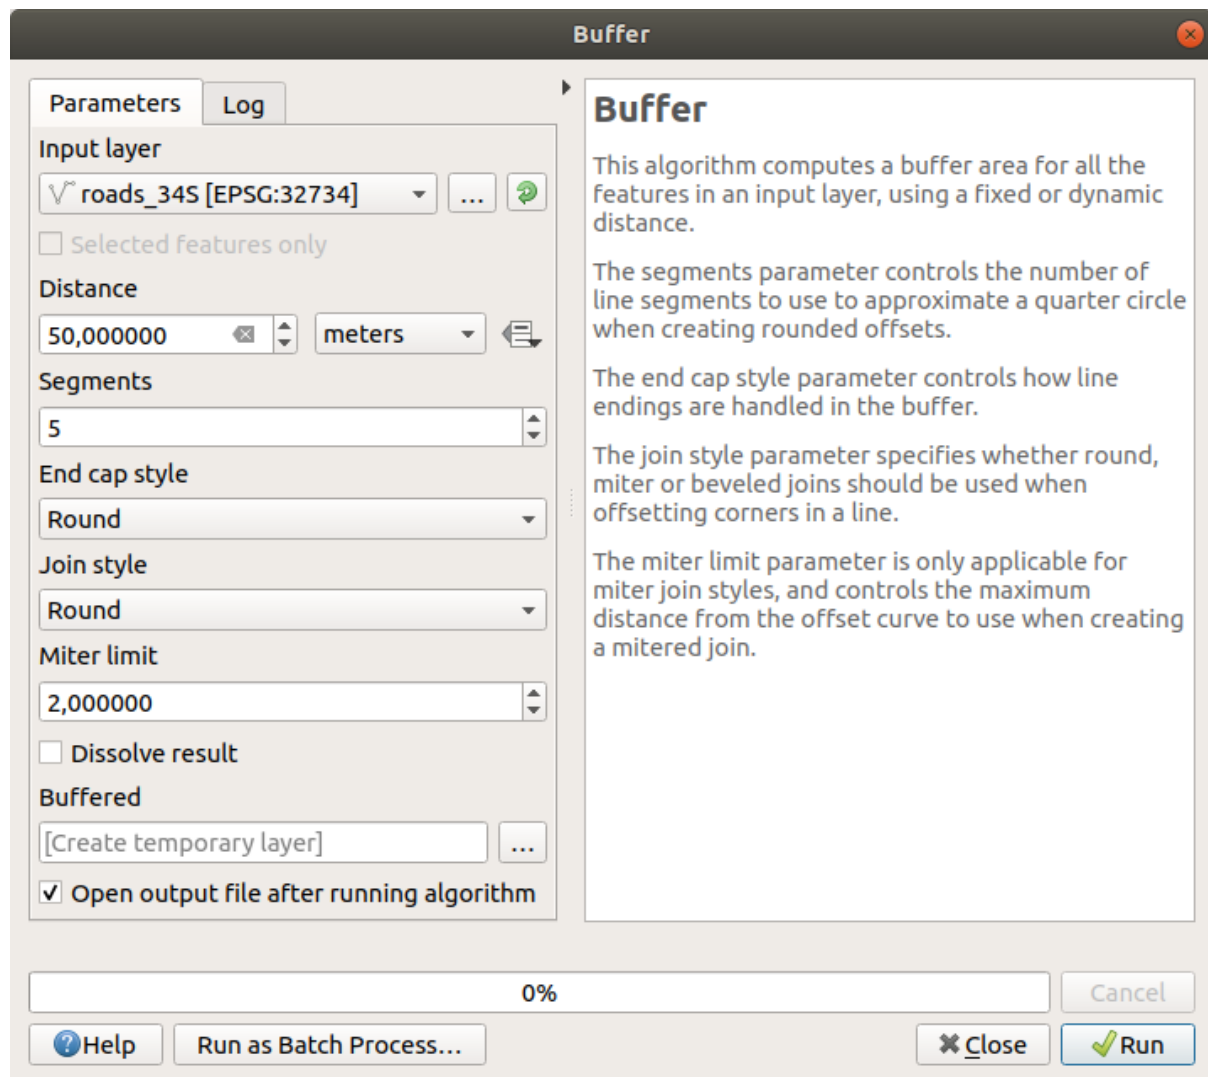 Buffer
Parameters
Log
Input layer
roads_34S [EPSG:32734]
...
Selected features only
Distance
50,000000
meters
Segments
5
End cap style
Round
Join style
Round
Miter limit
2,000000
Dissolve result
Buffered
[Create temporary layer]
...
Open output file after running algorithm
Buffer
This algorithm computes a buffer area for all the
features in an input layer, using a fixed or dynamic
distance.
The segments parameter controls the number of
line segments to use to approximate a quarter circle
when creating rounded offsets.
The end cap style parameter controls how line
endings are handled in the buffer.
The join style parameter specifies whether round,
miter or beveled joins should be used when
offsetting corners in a line.
The miter limit parameter is only applicable for
miter join styles, and controls the maximum
distance from the offset curve to use when creating
a mitered join.
0%
Cancel
Help
Run as Batch Process...
Close
Run